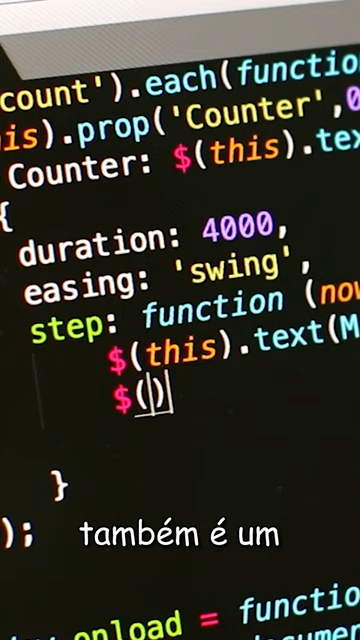 count').each(functio
is).prop('Counter',0
Counter: $(this).tex
{
duration: 4000,
easing: 'swing',
step: function (now
$(this).text(M
$()
}
);
também é um
onload = functio